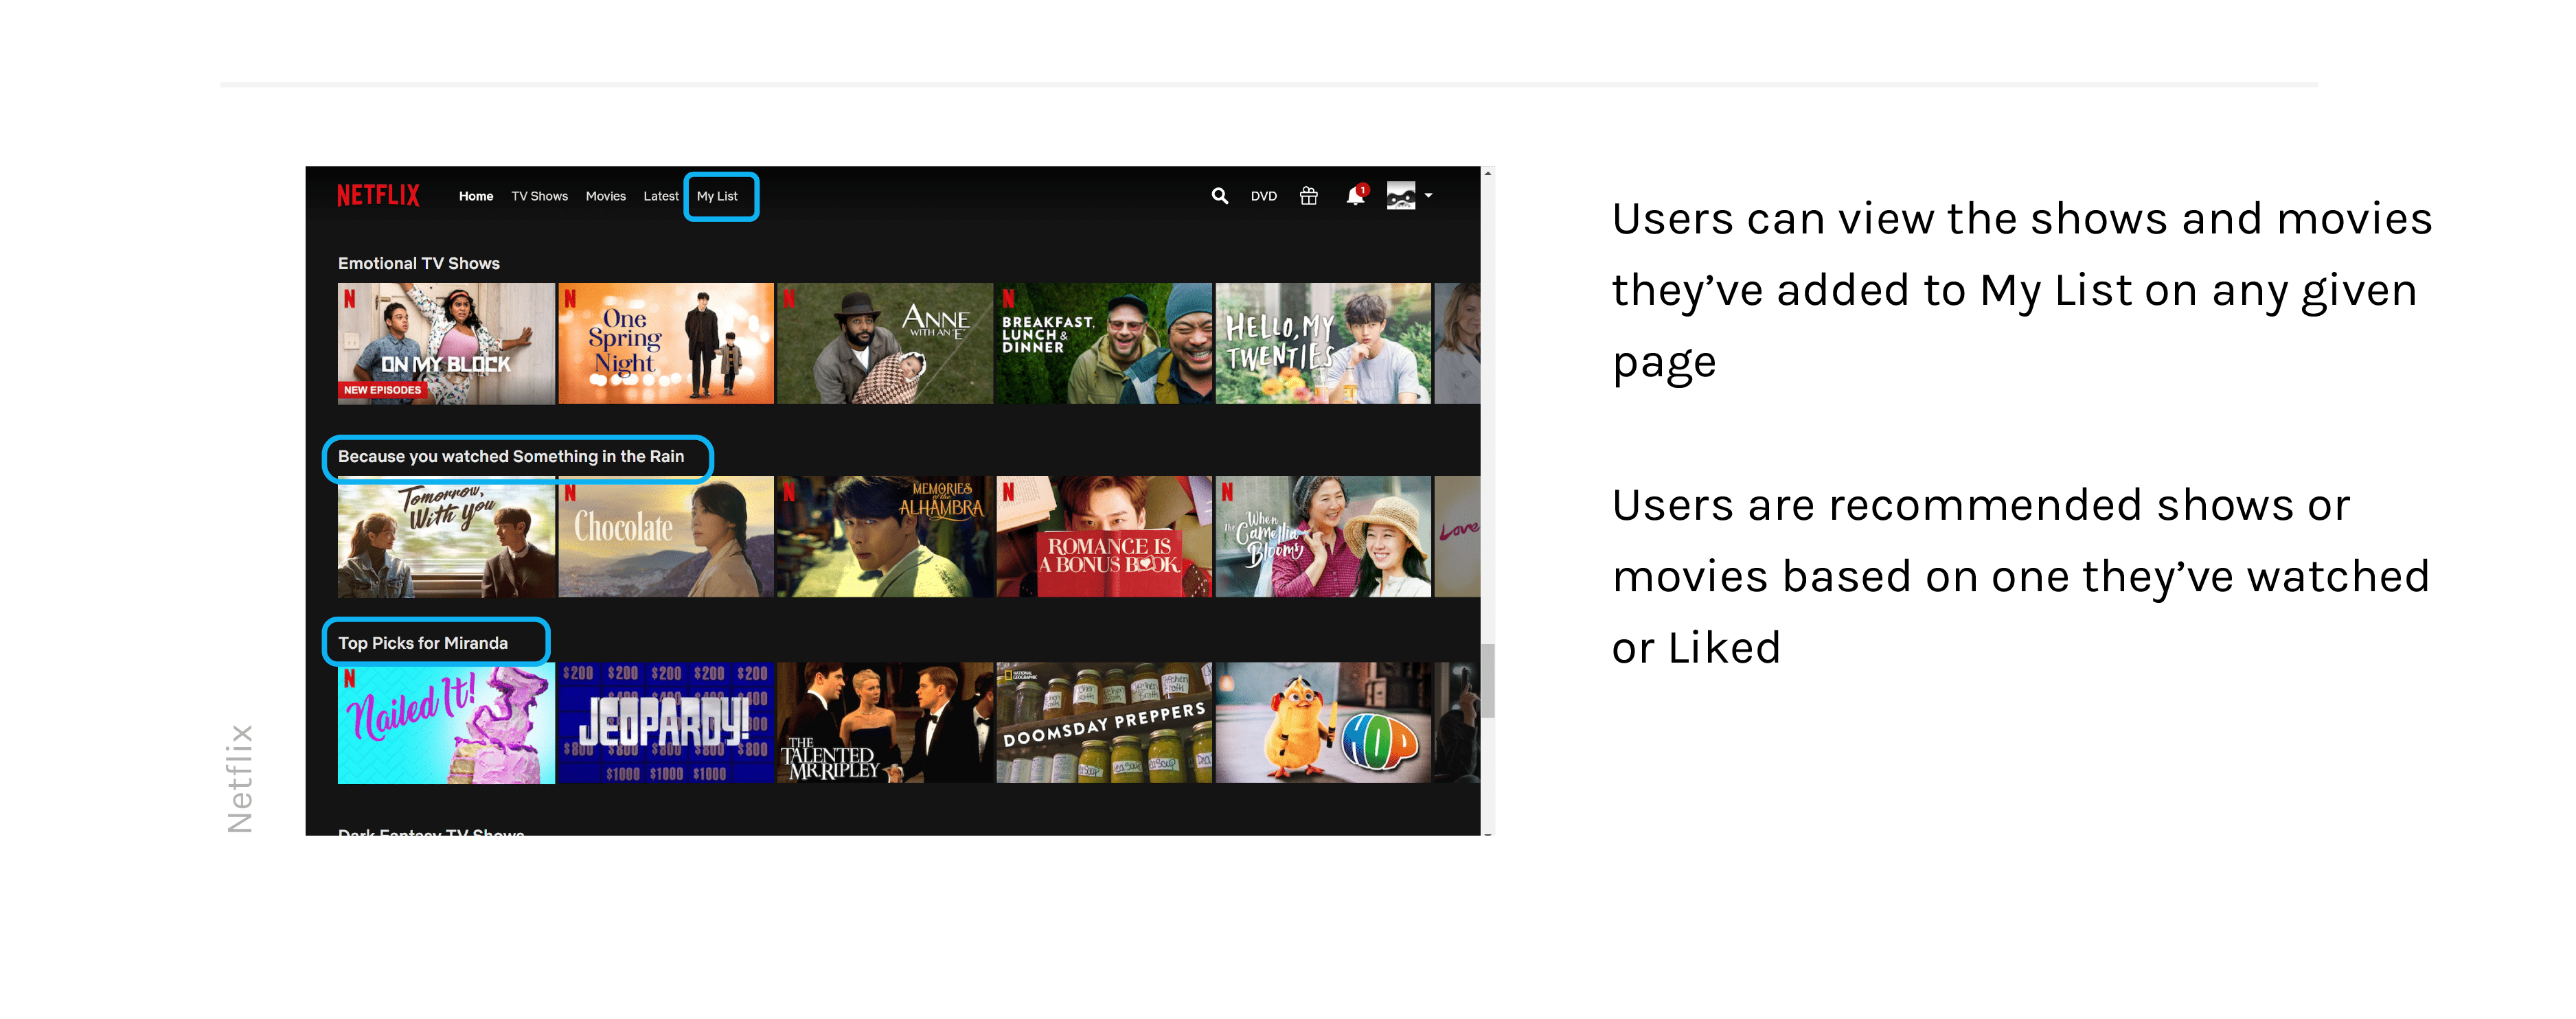 NETFLIX Home TV Shows Movies Latest My List DVD 1
Emotional TV Shows
N ON MY BLOCK NEW EPISODES
N One Spring Night
N ANNE WITH AN "E"
N BREAKFAST, LUNCH & DINNER
HELLO, MY TWENTIES
Because you watched Something in the Rain
Tomorrow, With you
N Chocolate
N MEMORIES of the ALHAMBRA
N ROMANCE IS A BONUS BOOK
N When The Camellia Blooms
Love
Top Picks for Miranda
N Nailed It!
$200 $200 $200 $200 $200
JEOPARDY!
$800 $800 $800 $800 $800
$1000 $1000 $1000
THE TALENTED MR. RIPLEY
NATIONAL GEOGRAPHIC
DOOMSDAY PREPPERS
HOP
Dark Fantasy TV Shows
Netflix
Users can view the shows and movies
they've added to My List on any given
page
Users are recommended shows or
movies based on one they've watched
or Liked